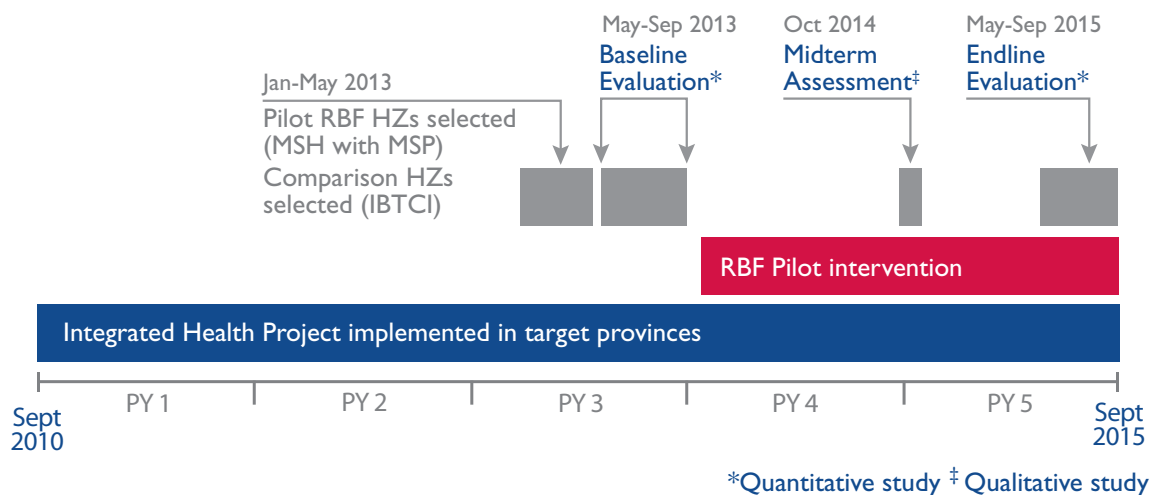 May-Sep 2013
Baseline
Evaluation*
Oct 2014
Midterm
Assessment‡
May-Sep 2015
Endline
Evaluation*
Jan-May 2013
Pilot RBF HZs selected
(MSH with MSP)
Comparison HZs
selected (IBTCI)
RBF Pilot intervention
Integrated Health Project implemented in target provinces
PY 1
PY 2
PY 3
PY 4
PY 5
Sept
2010
Sept
2015
*Quantitative study ‡ Qualitative study